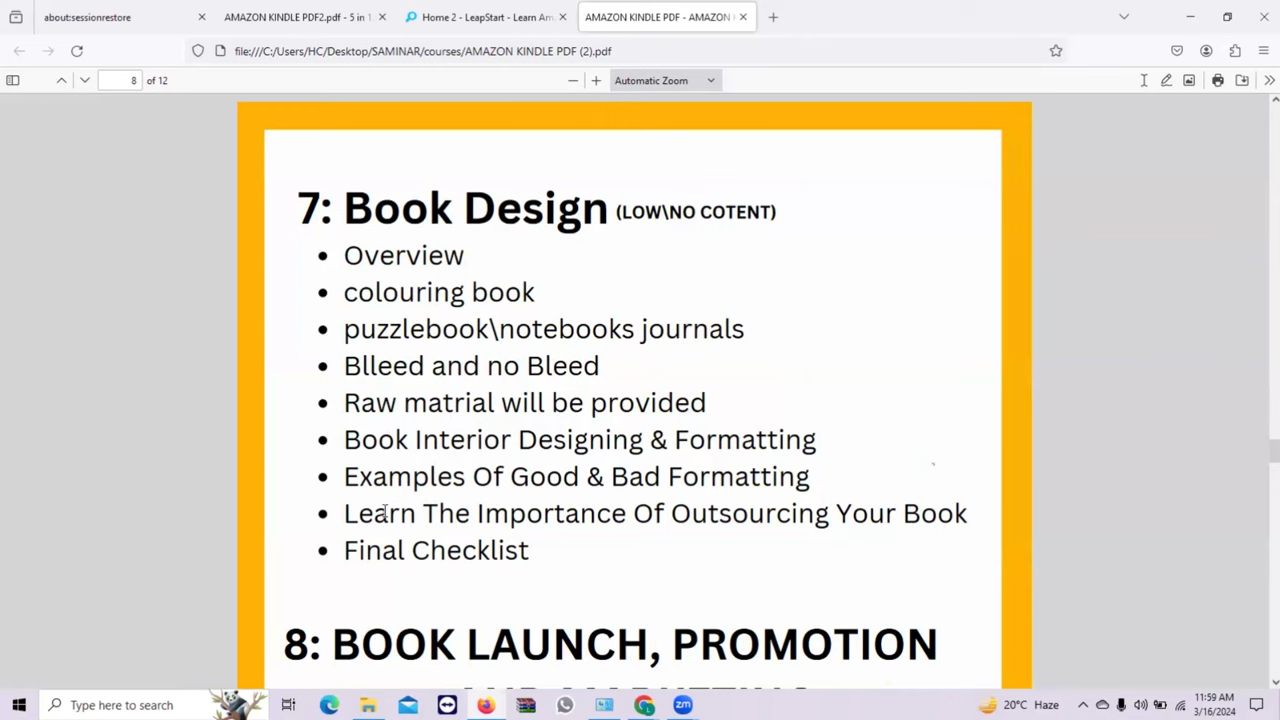 about:sessionrestore
AMAZON KINDLE PDF2.pdf - 5 in 1
Home 2 - LeapStart - Learn Am
AMAZON KINDLE PDF - AMAZON
file:///C:/Users/HC/Desktop/SAMINAR/courses/AMAZON KINDLE PDF (2).pdf
8 of 12
Automatic Zoom
7: Book Design (LOW\NO COTENT)
Overview
colouring book
puzzlebook\notebooks journals
Blleed and no Bleed
Raw matrial will be provided
Book Interior Designing & Formatting
Examples Of Good & Bad Formatting
Learn The Importance Of Outsourcing Your Book
Final Checklist
8: BOOK LAUNCH, PROMOTION
AND MARKETING
Type here to search
20°C Haze
11:59 AM
3/16/2024